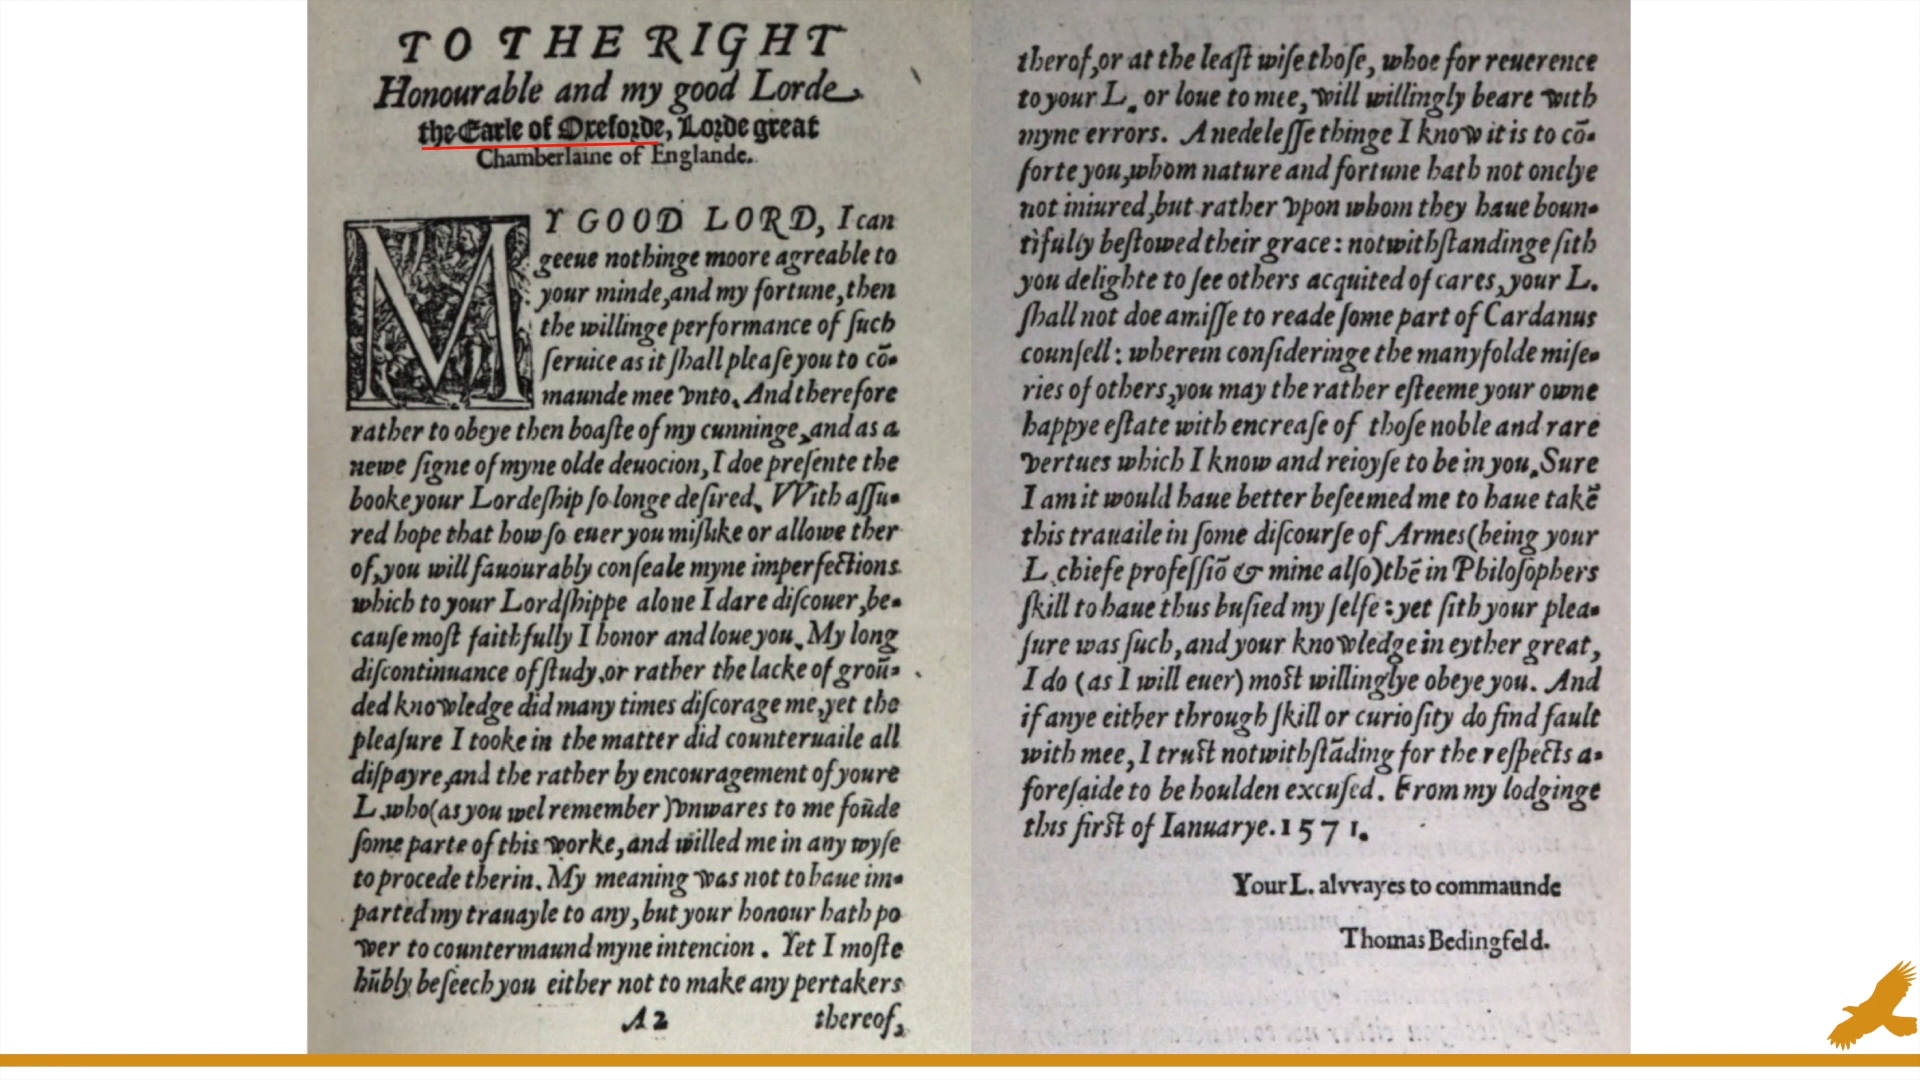 TO THE RIGHT
Honourable and my good Lorde
the Earle of Oxeforde, Lorde great
Chamberlaine of Englande.
MY GOOD LORD, I can
geeue nothinge moore agreable to
your minde,and my fortune,then
the willinge performance of ſuch
ſeruice as it ſhall pleaſe you to cō-
maunde mee vnto. And therefore
rather to obeye then boaſte of my cunninge,and as a
newe ſigne of myne olde deuocion,I doe preſente the
booke your Lordeſhip ſo longe deſired. VVith aſſu-
red hope that how ſo euer you miſlike or allowe ther
of,you will fauourably conſeale myne imperfections
which to your Lordſhippe alone I dare diſcouer,be-
cauſe moſt faithfully I honor and loue you. My long
diſcontinuance of ſtudy,or rather the lacke of groū-
ded knowledge did many times diſcorage me,yet the
pleaſure I tooke in the matter did counteruaile all
diſpayre,and the rather by encouragement of youre
L.who(as you wel remember)vnwares to me foūde
ſome parte of this worke,and willed me in any wyſe
to procede therin. My meaning was not to haue im-
parted my trauayle to any,but your honour hath po
wer to countermaund myne intencion. Yet I moſte
hūbly beſeech you either not to make any pertakers
A2 thereof,
therof,or at the leaſt wiſe thoſe, whoe for reuerence
to your L. or loue to mee, will willingly beare with
myne errors. A nedeleſſe thinge I know it is to cō-
forte you,whom nature and fortune hath not onelye
not iniured,but rather vpon whom they haue boun-
tifully beſtowed their grace: notwithſtandinge ſith
you delighte to ſee others acquited of cares,your L.
ſhall not doe amiſſe to reade ſome part of Cardanus
counſell: wherein conſideringe the manyfolde miſe-
ries of others,you may the rather eſteeme your owne
happye eſtate with encreaſe of thoſe noble and rare
vertues which I know and reioyſe to be in you. Sure
I am it would haue better beſeemed me to haue takē
this trauaile in ſome diſcourſe of Armes(being your
L. chiefe profeſſiō & mine alſo)thē in Philoſophers
ſkill to haue thus buſied my ſelfe: yet ſith your plea-
ſure was ſuch, and your knowledge in eyther great,
I do (as I will euer) moſt willinglye obeye you. And
if anye either through ſkill or curioſity do find fault
with mee, I truſt notwithſtāding for the reſpects a-
foreſaide to be houlden excuſed. From my lodginge
this firſt of Ianuarye. 1571.
Your L. alvvayes to commaunde
Thomas Bedingfeld.